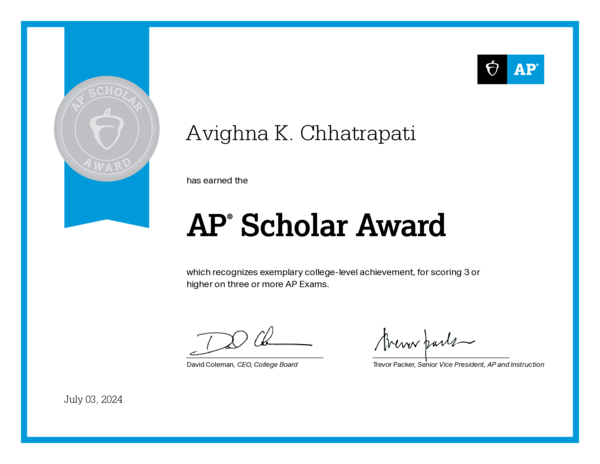 AP®
AP® SCHOLAR
AWARD
Avighna K. Chhatrapati
has earned the
AP® Scholar Award
which recognizes exemplary college-level achievement, for scoring 3 or
higher on three or more AP Exams.
David Coleman, CEO, College Board
Trevor Packer, Senior Vice President, AP and Instruction
July 03, 2024